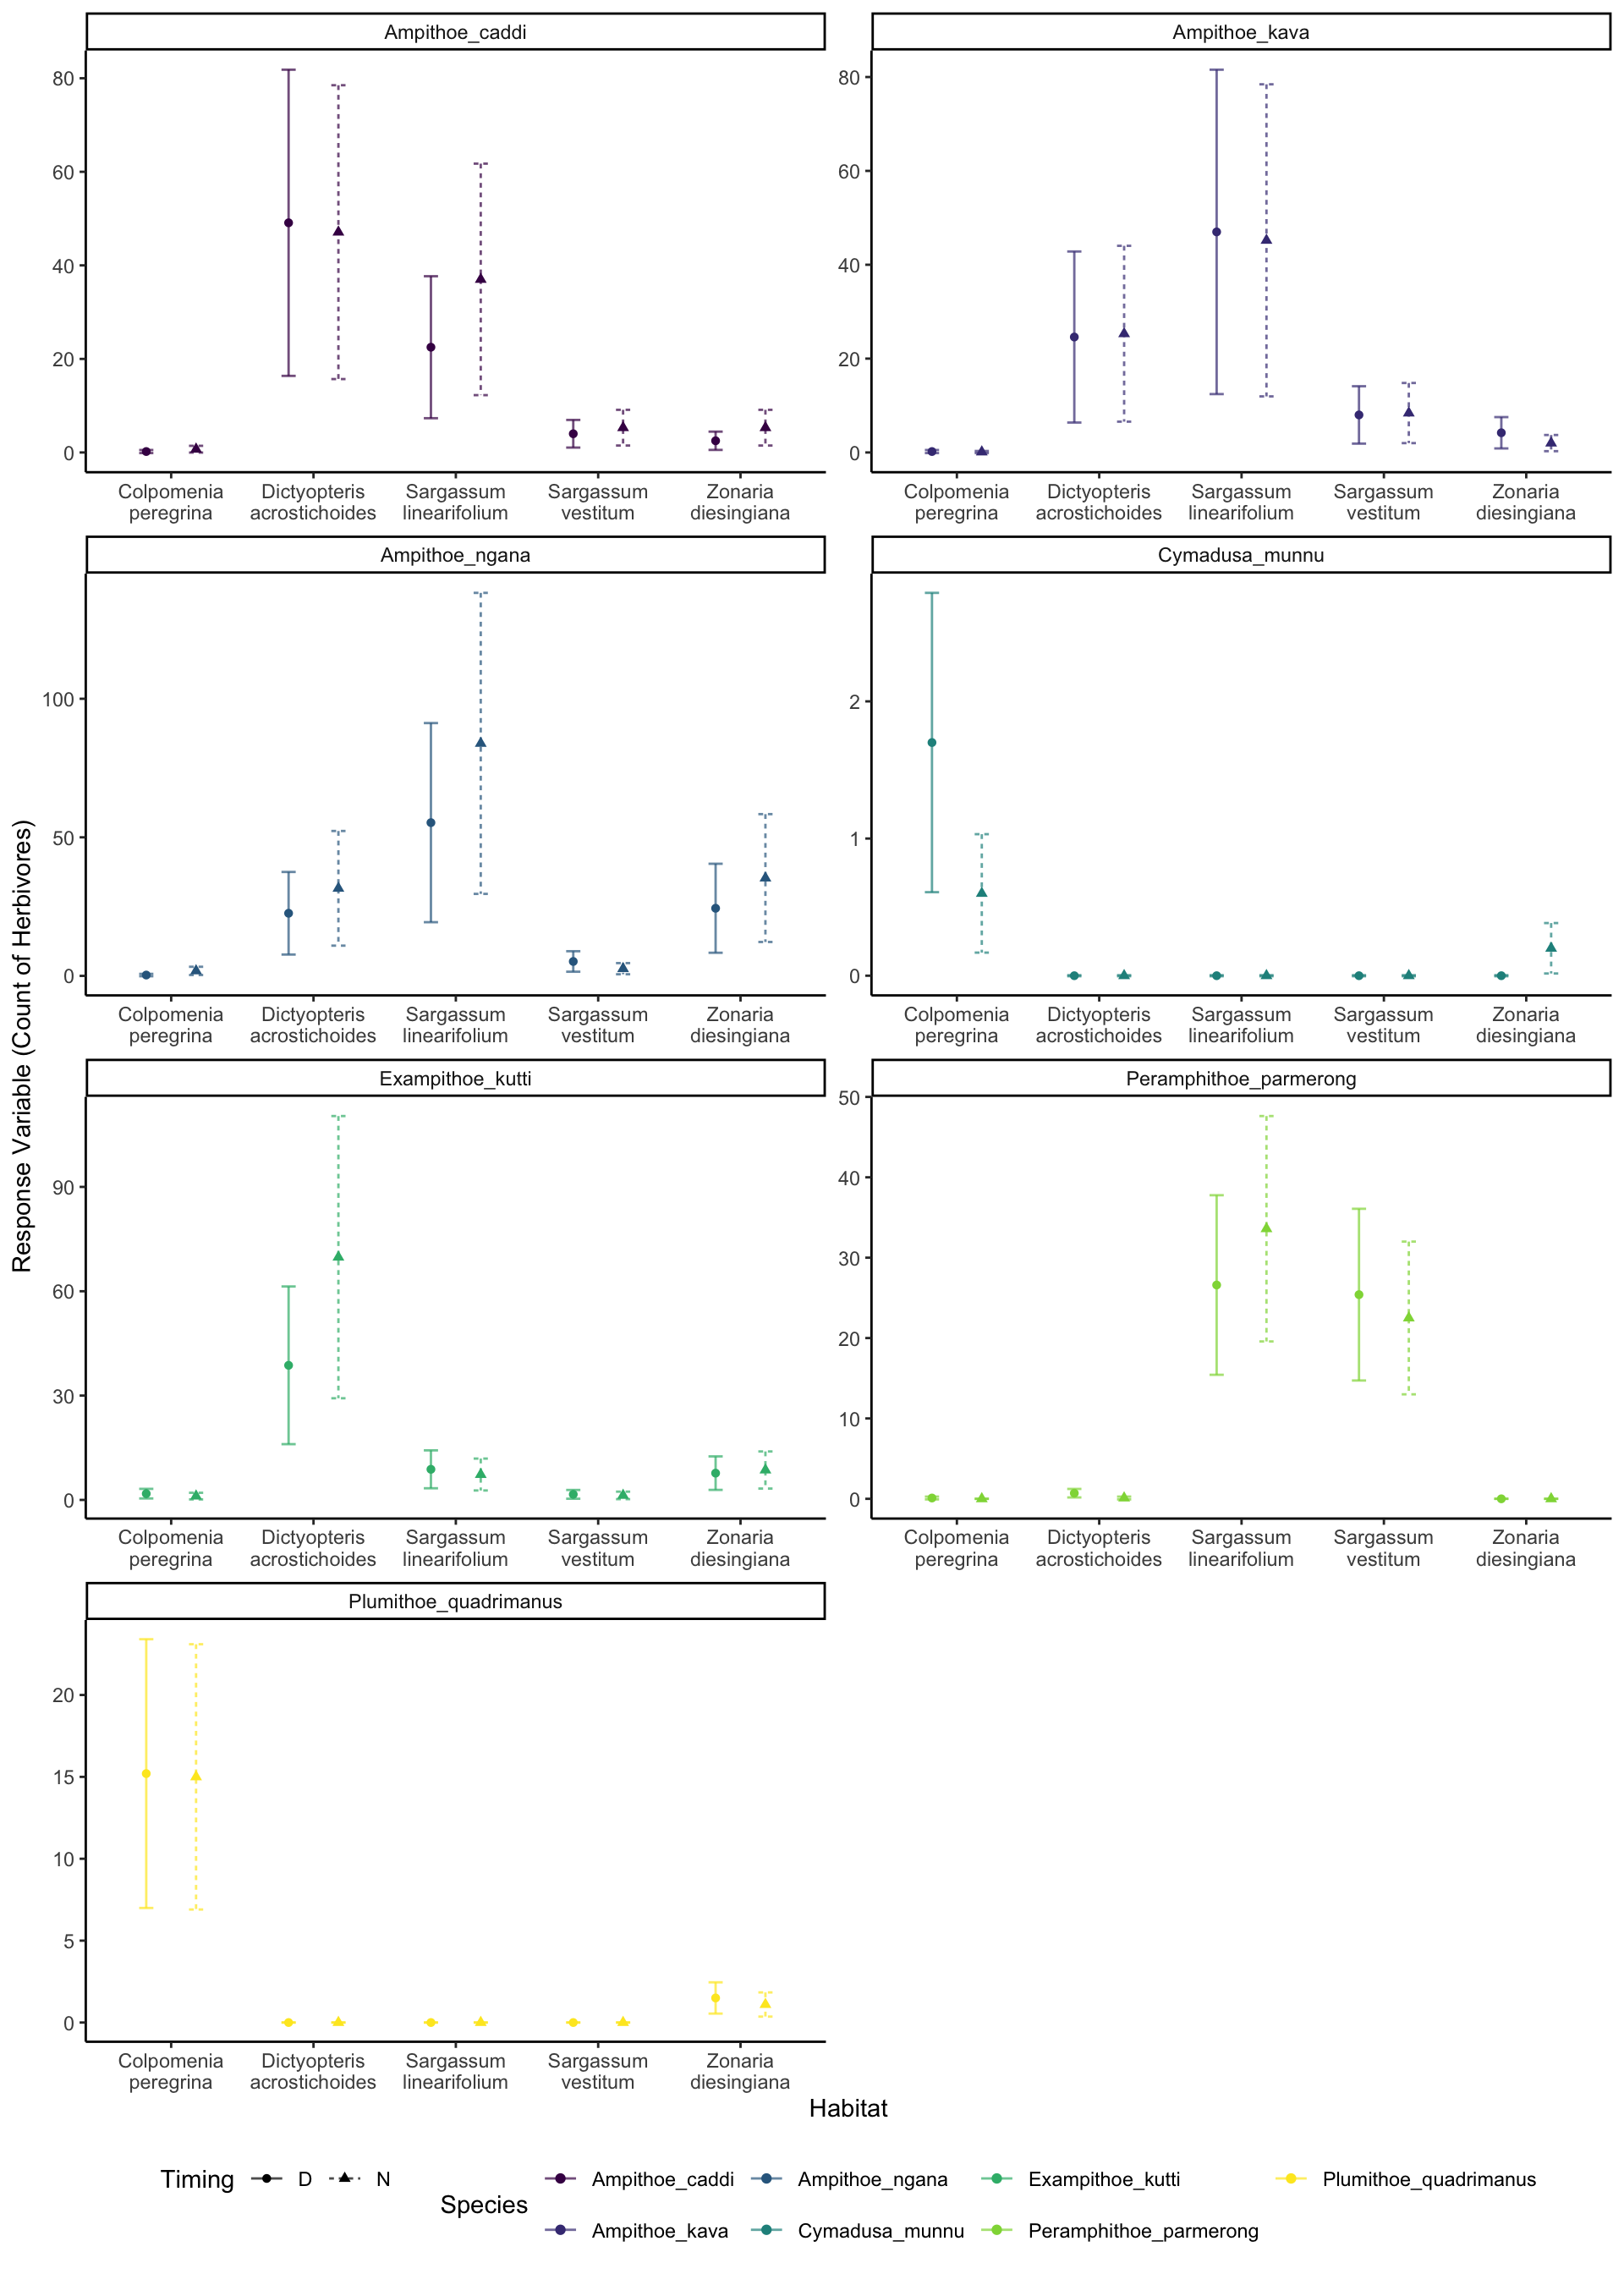 Ampithoe_caddi
80
60
40
20
0
Colpomenia Dictyopteris Sargassum Sargassum Zonaria
peregrina acrostichoides linearifolium vestitum diesingiana
Ampithoe_kava
80
60
40
20
0
Colpomenia Dictyopteris Sargassum Sargassum Zonaria
peregrina acrostichoides linearifolium vestitum diesingiana
Response Variable (Count of Herbivores)
Ampithoe_ngana
100
50
0
Colpomenia Dictyopteris Sargassum Sargassum Zonaria
peregrina acrostichoides linearifolium vestitum diesingiana
Cymadusa_munnu
2
1
0
Colpomenia Dictyopteris Sargassum Sargassum Zonaria
peregrina acrostichoides linearifolium vestitum diesingiana
Exampithoe_kutti
90
60
30
0
Colpomenia Dictyopteris Sargassum Sargassum Zonaria
peregrina acrostichoides linearifolium vestitum diesingiana
Peramphithoe_parmerong
50
40
30
20
10
0
Colpomenia Dictyopteris Sargassum Sargassum Zonaria
peregrina acrostichoides linearifolium vestitum diesingiana
Plumithoe_quadrimanus
20
15
10
5
0
Colpomenia Dictyopteris Sargassum Sargassum Zonaria
peregrina acrostichoides linearifolium vestitum diesingiana
Habitat
Timing D N
Species
Ampithoe_caddi Ampithoe_ngana Exampithoe_kutti Plumithoe_quadrimanus
Ampithoe_kava Cymadusa_munnu Peramphithoe_parmerong